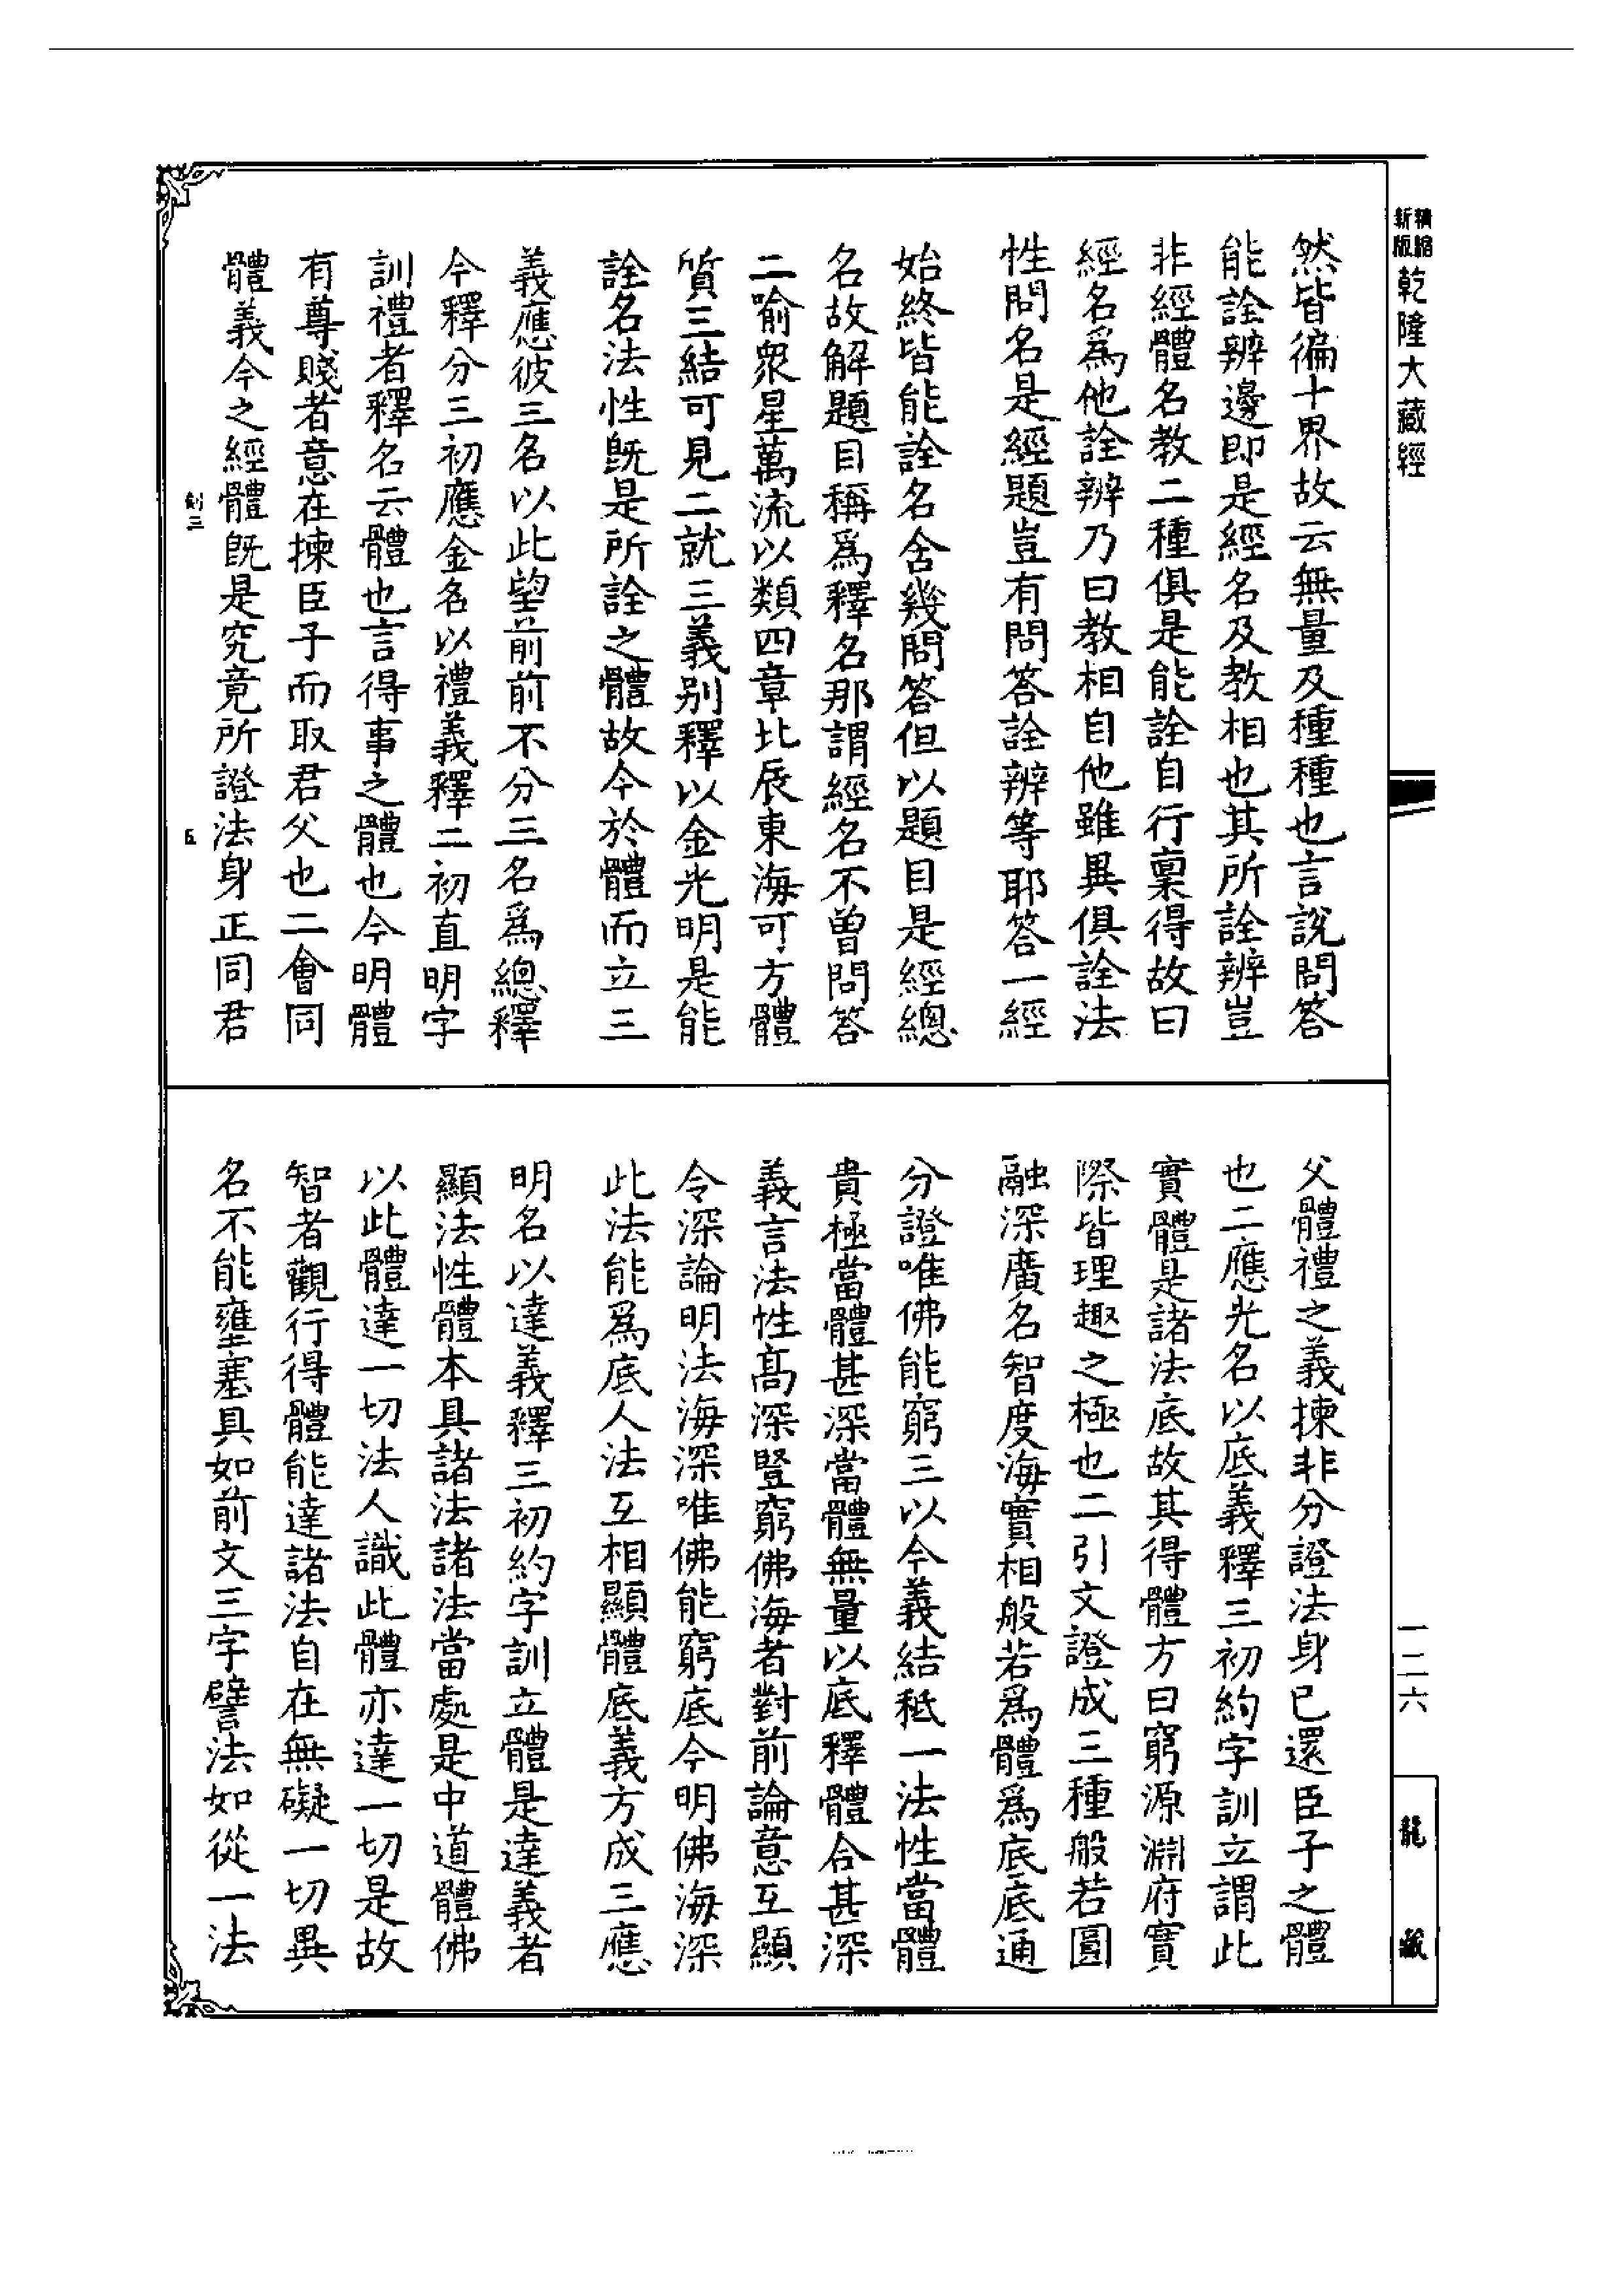 精縮新版
乾隆大藏經
然皆徧十界故云無量及種種也言說問答
能詮辨邊即是經名及教相也其所詮辨豈
非經體名教二種俱是能詮自行稟得故曰
經名爲他詮辨乃曰教相自他雖異俱詮法
性問名是經題豈有問答詮辨等耶答一經
始終皆能詮名含幾問答但以題目是經總
名故解題目稱爲釋名那謂經名不曾問答
二喻衆星萬流以類四章北辰東海可方體
質三結可見二就三義別釋以金光明是能
詮名法性旣是所詮之體故今於體而立三
義應彼三名以此望前前不分三名爲總釋
今釋分三初應金名以禮義釋二初直明字
訓禮者釋名云體也言得事之體也今明體
有尊賤者意在揀臣子而取君父也二會同
體義今之經體旣是究竟所證法身正同君
劍三
五
父體禮之義揀非分證法身已還臣子之體
也二應光名以底義釋三初約字訓立謂此
實體是諸法底故其得體方曰窮源淵府實
際皆理趣之極也二引文證成三種般若圓
融深廣名智度海實相般若爲體爲底底通
分證唯佛能窮三以今義結秪一法性當體
貴極當體甚深當體無量以底釋體合甚深
義言法性高深豎窮佛海者對前論意互顯
令深論明法海深唯佛能窮底今明佛海深
此法能爲底人法互相顯體底義方成三應
明名以達義釋三初約字訓立體是達義者
顯法性體本具諸法諸法當處是中道體佛
以此體達一切法人識此體亦達一切是故
智者觀行得體能達諸法自在無礙一切異
名不能壅塞具如前文三字譬法如從一法
一二六
龍藏